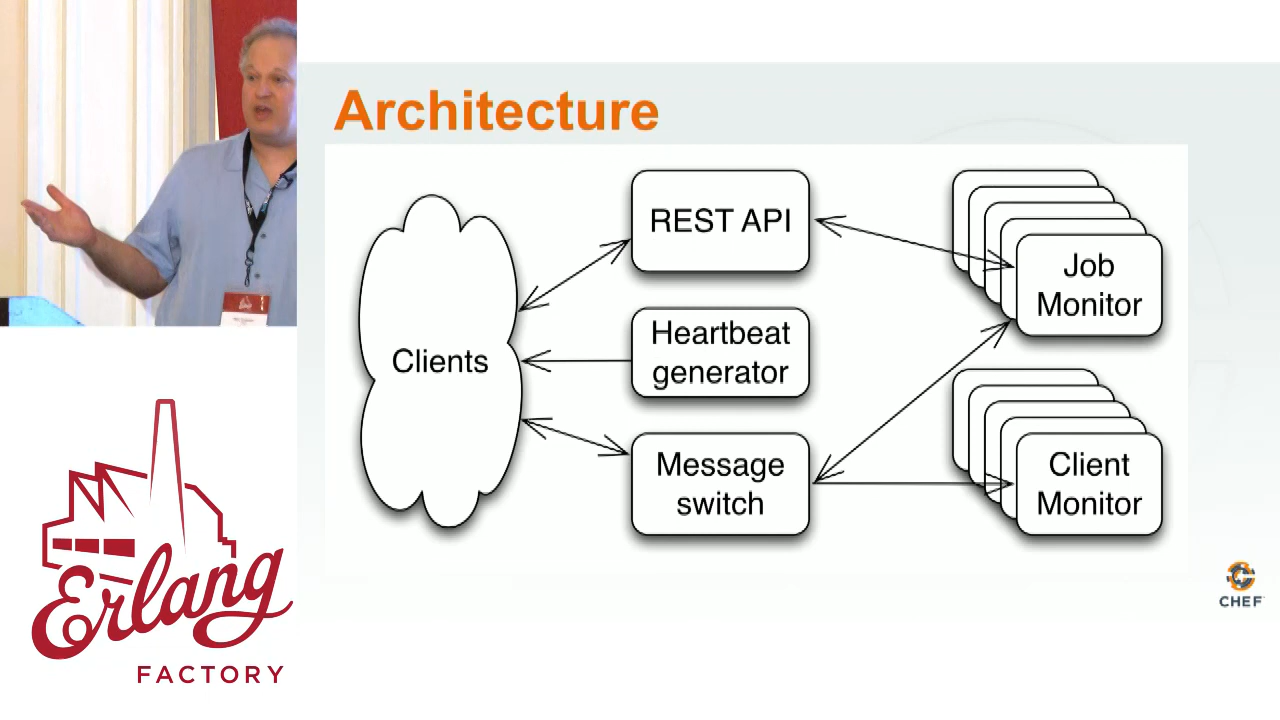 Architecture
REST API
Job
Monitor
Heartbeat
generator
Clients
Message
switch
Client
Monitor
CHEF
Erlang
FACTORY